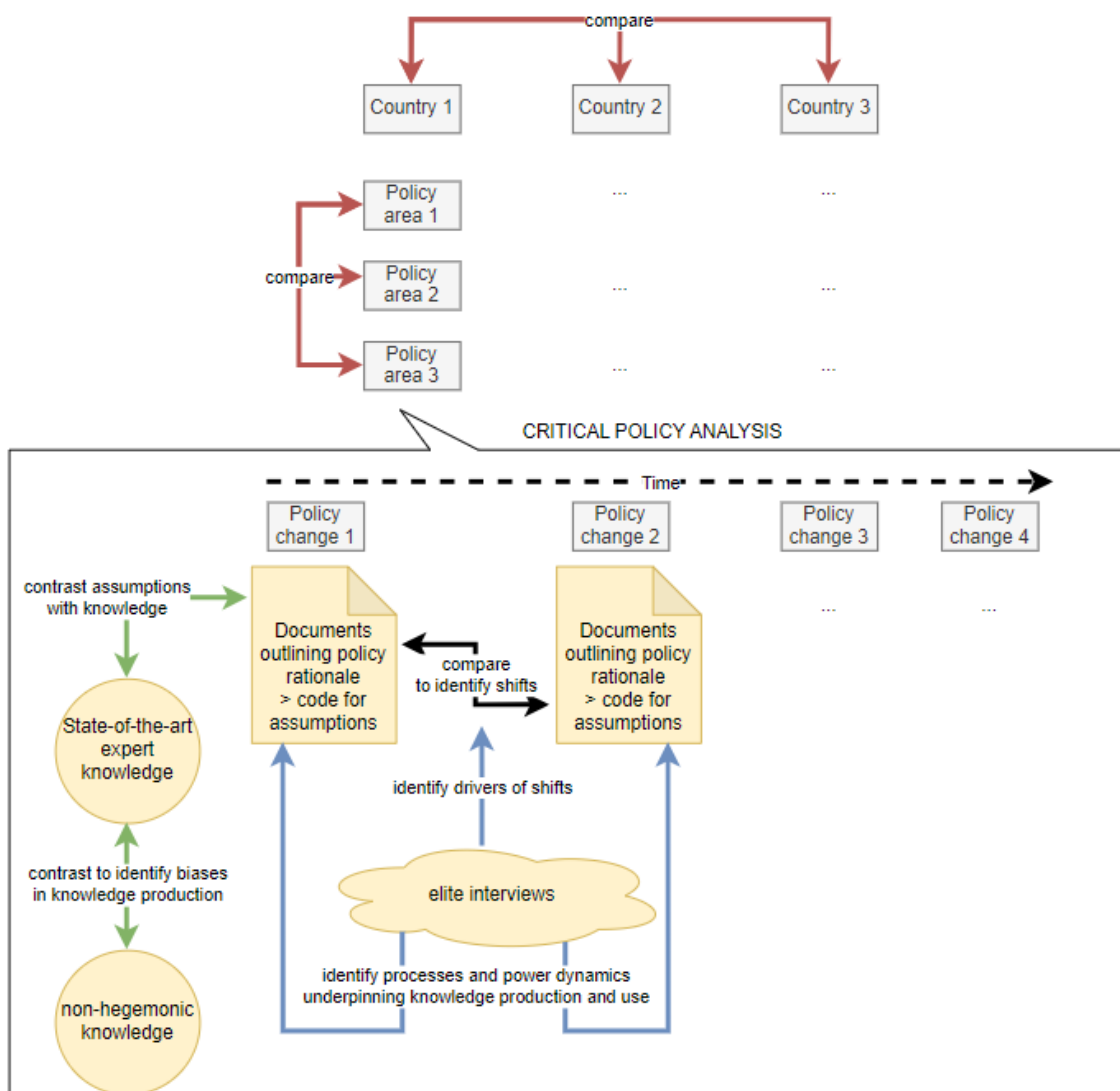 compare
Country 1
Country 2
Country 3
Policy
area 1
...
...
compare
Policy
area 2
...
...
Policy
area 3
...
...
CRITICAL POLICY ANALYSIS
Time
Policy
change 1
Policy
change 2
Policy
change 3
Policy
change 4
contrast assumptions
with knowledge
Documents
outlining policy
rationale
> code for
assumptions
compare
to identify shifts
Documents
outlining policy
rationale
> code for
assumptions
...
...
State-of-the-art
expert
knowledge
identify drivers of shifts
contrast to identify biases
in knowledge production
elite interviews
identify processes and power dynamics
underpinning knowledge production and use
non-hegemonic
knowledge